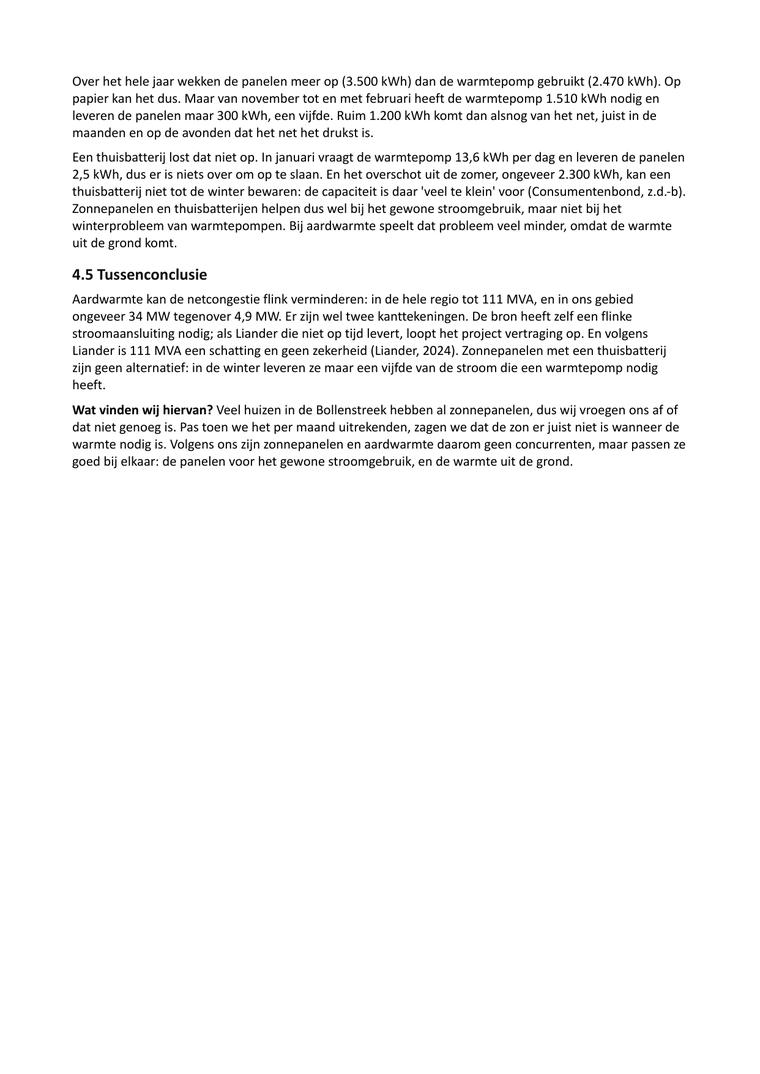 Over het hele jaar wekken de panelen meer op (3.500 kWh) dan de warmtepomp gebruikt (2.470 kWh). Op
papier kan het dus. Maar van november tot en met februari heeft de warmtepomp 1.510 kWh nodig en
leveren de panelen maar 300 kWh, een vijfde. Ruim 1.200 kWh komt dan alsnog van het net, juist in de
maanden en op de avonden dat het net het drukst is.
Een thuisbatterij lost dat niet op. In januari vraagt de warmtepomp 13,6 kWh per dag en leveren de panelen
2,5 kWh, dus er is niets over om op te slaan. En het overschot uit de zomer, ongeveer 2.300 kWh, kan een
thuisbatterij niet tot de winter bewaren: de capaciteit is daar 'veel te klein' voor (Consumentenbond, z.d.-b).
Zonnepanelen en thuisbatterijen helpen dus wel bij het gewone stroomgebruik, maar niet bij het
winterprobleem van warmtepompen. Bij aardwarmte speelt dat probleem veel minder, omdat de warmte
uit de grond komt.
4.5 Tussenconclusie
Aardwarmte kan de netcongestie flink verminderen: in de hele regio tot 111 MVA, en in ons gebied
ongeveer 34 MW tegenover 4,9 MW. Er zijn wel twee kanttekeningen. De bron heeft zelf een flinke
stroomaansluiting nodig; als Liander die niet op tijd levert, loopt het project vertraging op. En volgens
Liander is 111 MVA een schatting en geen zekerheid (Liander, 2024). Zonnepanelen met een thuisbatterij
zijn geen alternatief: in de winter leveren ze maar een vijfde van de stroom die een warmtepomp nodig
heeft.
Wat vinden wij hiervan? Veel huizen in de Bollenstreek hebben al zonnepanelen, dus wij vroegen ons af of
dat niet genoeg is. Pas toen we het per maand uitrekenden, zagen we dat de zon er juist niet is wanneer de
warmte nodig is. Volgens ons zijn zonnepanelen en aardwarmte daarom geen concurrenten, maar passen ze
goed bij elkaar: de panelen voor het gewone stroomgebruik, en de warmte uit de grond.